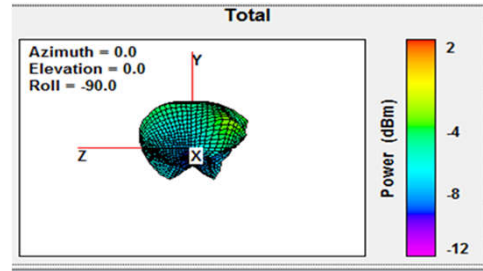 Total
Azimuth = 0.0
Elevation = 0.0
Roll = -90.0
Y
Z
X
Power (dBm)
2
-4
-8
-12